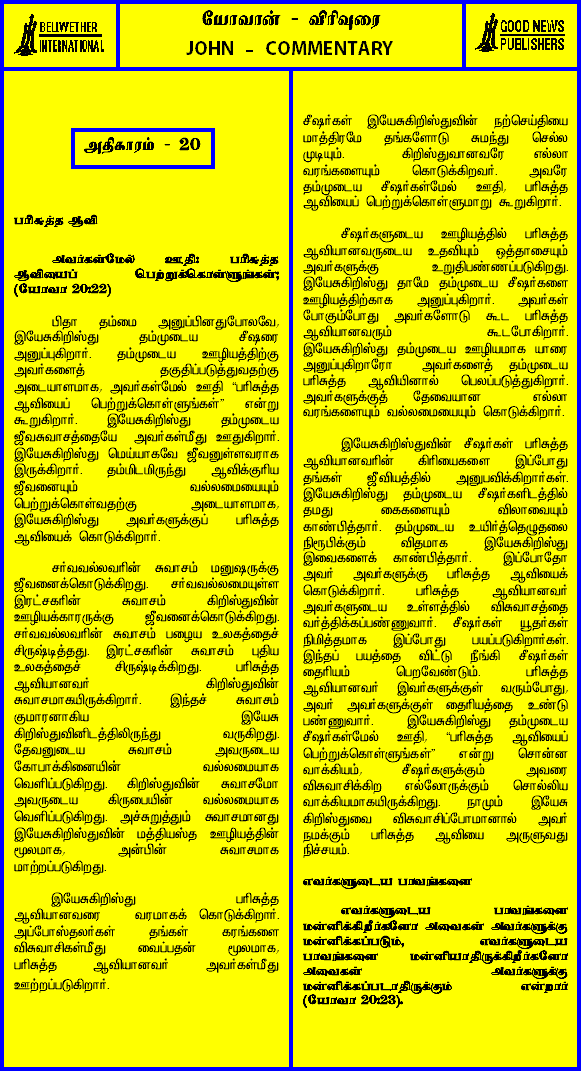 BELLWETHER
INTERNATIONAL
யோவான் - விரிவுரை
JOHN - COMMENTARY
GOOD NEWS
PUBLISHERS
அதிகாரம் - 20
பரிசுத்த ஆவி
அவர்கள்மேல் ஊதி: பரிசுத்த
ஆவியைப் பெற்றுக்கொள்ளுங்கள்;
(யோவா 20:22)
பிதா தம்மை அனுப்பினதுபோலவே,
இயேசுகிறிஸ்து தம்முடைய சீஷரை
அனுப்புகிறார். தம்முடைய ஊழியத்திற்கு
அவர்களைத் தகுதிப்படுத்துவதற்கு
அடையாளமாக, அவர்கள்மேல் ஊதி “பரிசுத்த
ஆவியைப் பெற்றுக்கொள்ளுங்கள்” என்று
கூறுகிறார். இயேசுகிறிஸ்து தம்முடைய
ஜீவசுவாசத்தையே அவர்கள்மீது ஊதுகிறார்.
இயேசுகிறிஸ்து மெய்யாகவே ஜீவனுள்ளவராக
இருக்கிறார். தம்மிடமிருந்து ஆவிக்குரிய
ஜீவனையும் வல்லமையையும்
பெற்றுக்கொள்வதற்கு அடையாளமாக,
இயேசுகிறிஸ்து அவர்களுக்குப் பரிசுத்த
ஆவியைக் கொடுக்கிறார்.
சர்வவல்லவரின் சுவாசம் மனுஷருக்கு
ஜீவனைக்கொடுக்கிறது. சர்வவல்லமையுள்ள
இரட்சகரின் சுவாசம் கிறிஸ்துவின்
ஊழியக்காரருக்கு ஜீவனைக்கொடுக்கிறது.
சர்வவல்லவரின் சுவாசம் பழைய உலகத்தைச்
சிருஷ்டித்தது. இரட்சகரின் சுவாசம் புதிய
உலகத்தைச் சிருஷ்டிக்கிறது. பரிசுத்த
ஆவியானவர் கிறிஸ்துவின்
சுவாசமாகயிருக்கிறார். இந்தச் சுவாசம்
குமாரனாகிய இயேசு
கிறிஸ்துவினிடத்திலிருந்து வருகிறது.
தேவனுடைய சுவாசம் அவருடைய
கோபாக்கினையின் வல்லமையாக
வெளிப்படுகிறது. கிறிஸ்துவின் சுவாசமோ
அவருடைய கிருபையின் வல்லமையாக
வெளிப்படுகிறது. அச்சுறுத்தும் சுவாசமானது
இயேசுகிறிஸ்துவின் மத்தியஸ்த ஊழியத்தின்
மூலமாக, அன்பின் சுவாசமாக
மாற்றப்படுகிறது.
இயேசுகிறிஸ்து பரிசுத்த
ஆவியானவரை வரமாகக் கொடுக்கிறார்.
அப்போஸ்தலர்கள் தங்கள் கரங்களை
விசுவாசிகள்மீது வைப்பதன் மூலமாக,
பரிசுத்த ஆவியானவர் அவர்கள்மீது
ஊற்றப்படுகிறார்.
சீஷர்கள் இயேசுகிறிஸ்துவின் நற்செய்தியை
மாத்திரமே தங்களோடு சுமந்து செல்ல
முடியும். கிறிஸ்துவானவரே எல்லா
வரங்களையும் கொடுக்கிறவர். அவரே
தம்முடைய சீஷர்கள்மேல் ஊதி, பரிசுத்த
ஆவியைப் பெற்றுக்கொள்ளுமாறு கூறுகிறார்.
சீஷர்களுடைய ஊழியத்தில் பரிசுத்த
ஆவியானவருடைய உதவியும் ஒத்தாசையும்
அவர்களுக்கு உறுதிபண்ணப்படுகிறது.
இயேசுகிறிஸ்து தாமே தம்முடைய சீஷர்களை
ஊழியத்திற்காக அனுப்புகிறார். அவர்கள்
போகும்போது அவர்களோடு கூட பரிசுத்த
ஆவியானவரும் கூடபோகிறார்.
இயேசுகிறிஸ்து தம்முடைய ஊழியமாக யாரை
அனுப்புகிறாரோ அவர்களைத் தம்முடைய
பரிசுத்த ஆவியினால் பெலப்படுத்துகிறார்.
அவர்களுக்குத் தேவையான எல்லா
வரங்களையும் வல்லமையையும் கொடுக்கிறார்.
இயேசுகிறிஸ்துவின் சீஷர்கள் பரிசுத்த
ஆவியானவரின் கிரியைகளை இப்போது
தங்கள் ஜீவியத்தில் அனுபவிக்கிறார்கள்.
இயேசுகிறிஸ்து தம்முடைய சீஷர்களிடத்தில்
தமது கைகளையும் விலாவையும்
காண்பித்தார். தம்முடைய உயிர்த்தெழுதலை
நிரூபிக்கும் விதமாக இயேசுகிறிஸ்து
இவைகளைக் காண்பித்தார். இப்போதோ
அவர் அவர்களுக்கு பரிசுத்த ஆவியைக்
கொடுக்கிறார். பரிசுத்த ஆவியானவர்
அவர்களுடைய உள்ளத்தில் விசுவாசத்தை
வர்த்திக்கப்பண்ணுவார். சீஷர்கள் யூதர்கள்
நிமித்தமாக இப்போது பயப்படுகிறார்கள்.
இந்தப் பயத்தை விட்டு நீங்கி சீஷர்கள்
தைரியம் பெறவேண்டும். பரிசுத்த
ஆவியானவர் இவர்களுக்குள் வரும்போது,
அவர் அவர்களுக்குள் தைரியத்தை உண்டு
பண்ணுவார். இயேசுகிறிஸ்து தம்முடைய
சீஷர்கள்மேல் ஊதி, “பரிசுத்த ஆவியைப்
பெற்றுக்கொள்ளுங்கள்” என்று சொன்ன
வாக்கியம், சீஷர்களுக்கும் அவரை
விசுவாசிக்கிற எல்லோருக்கும் சொல்லிய
வாக்கியமாகயிருக்கிறது. நாமும் இயேசு
கிறிஸ்துவை விசுவாசிப்போமானால் அவர்
நமக்கும் பரிசுத்த ஆவியை அருளுவது
நிச்சயம்.
எவர்களுடைய பாவங்களை
எவர்களுடைய பாவங்களை
மன்னிக்கிறீர்களோ அவைகள் அவர்களுக்கு
மன்னிக்கப்படும், எவர்களுடைய
பாவங்களை மன்னியாதிருக்கிறீர்களோ
அவைகள் அவர்களுக்கு
மன்னிக்கப்படாதிருக்கும் என்றார்
(யோவா 20:23).